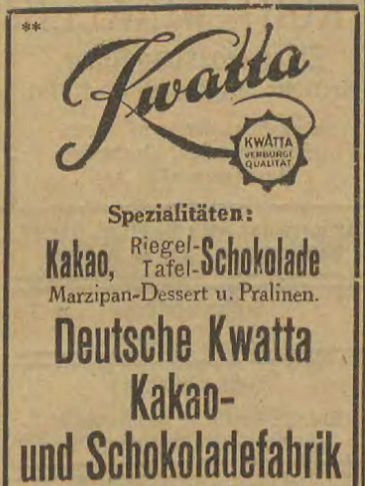 **
Kwatta
KWATTA
VERBÜRGT
QUALITÄT
Spezialitäten:
Kakao, Riegel- Tafel-Schokolade
Marzipan-Dessert u. Pralinen.
Deutsche Kwatta
Kakao-
und Schokoladefabrik